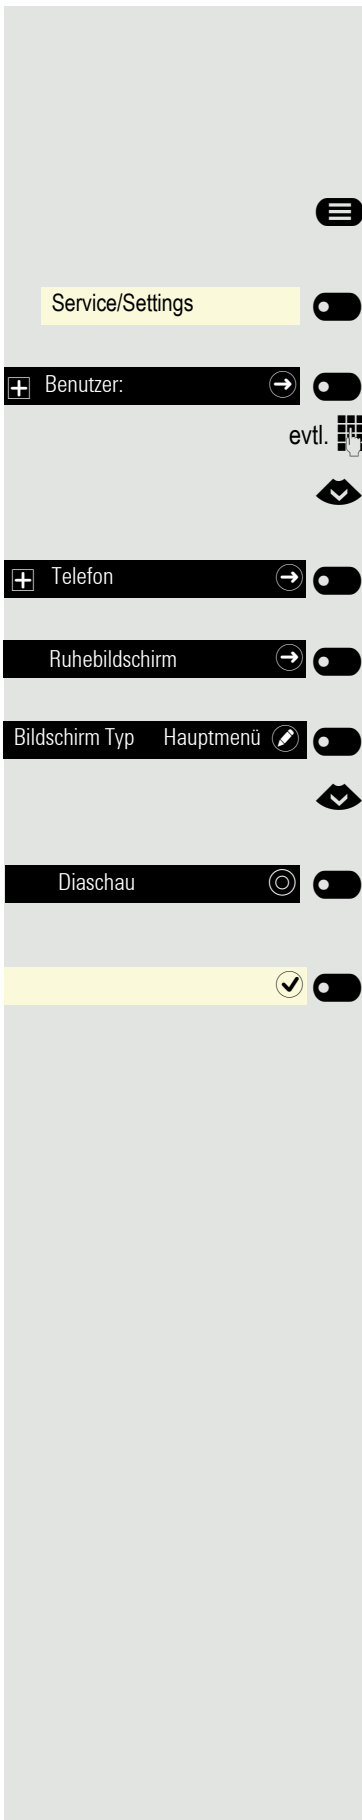 Service/Settings
Benutzer:
evtl.
Telefon
Ruhebildschirm
Bildschirm Typ Hauptmenü
Diaschau